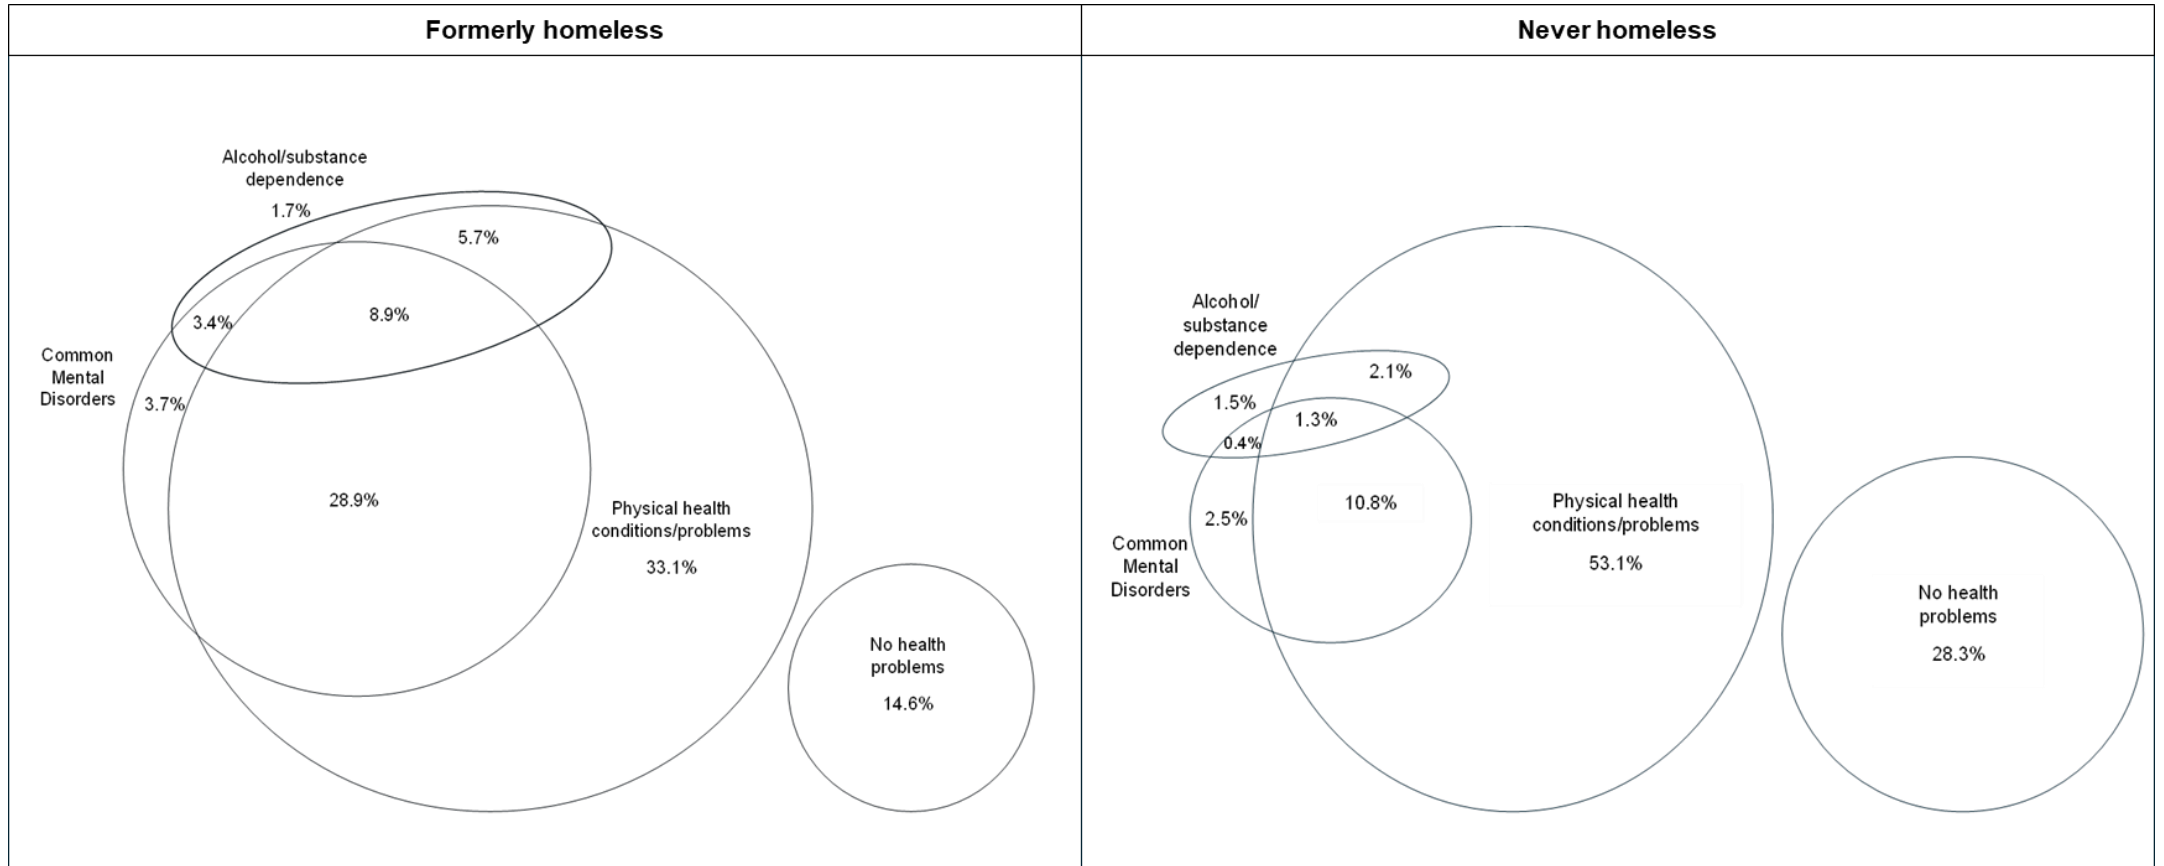 Formerly homeless
Alcohol/substance
dependence
1.7%
5.7%
3.4%
8.9%
Common
Mental
Disorders
3.7%
28.9%
Physical health
conditions/problems
33.1%
No health
problems
14.6%
Never homeless
Alcohol/
substance
dependence
2.1%
1.5%
1.3%
0.4%
10.8%
2.5%
Common
Mental
Disorders
Physical health
conditions/problems
53.1%
No health
problems
28.3%